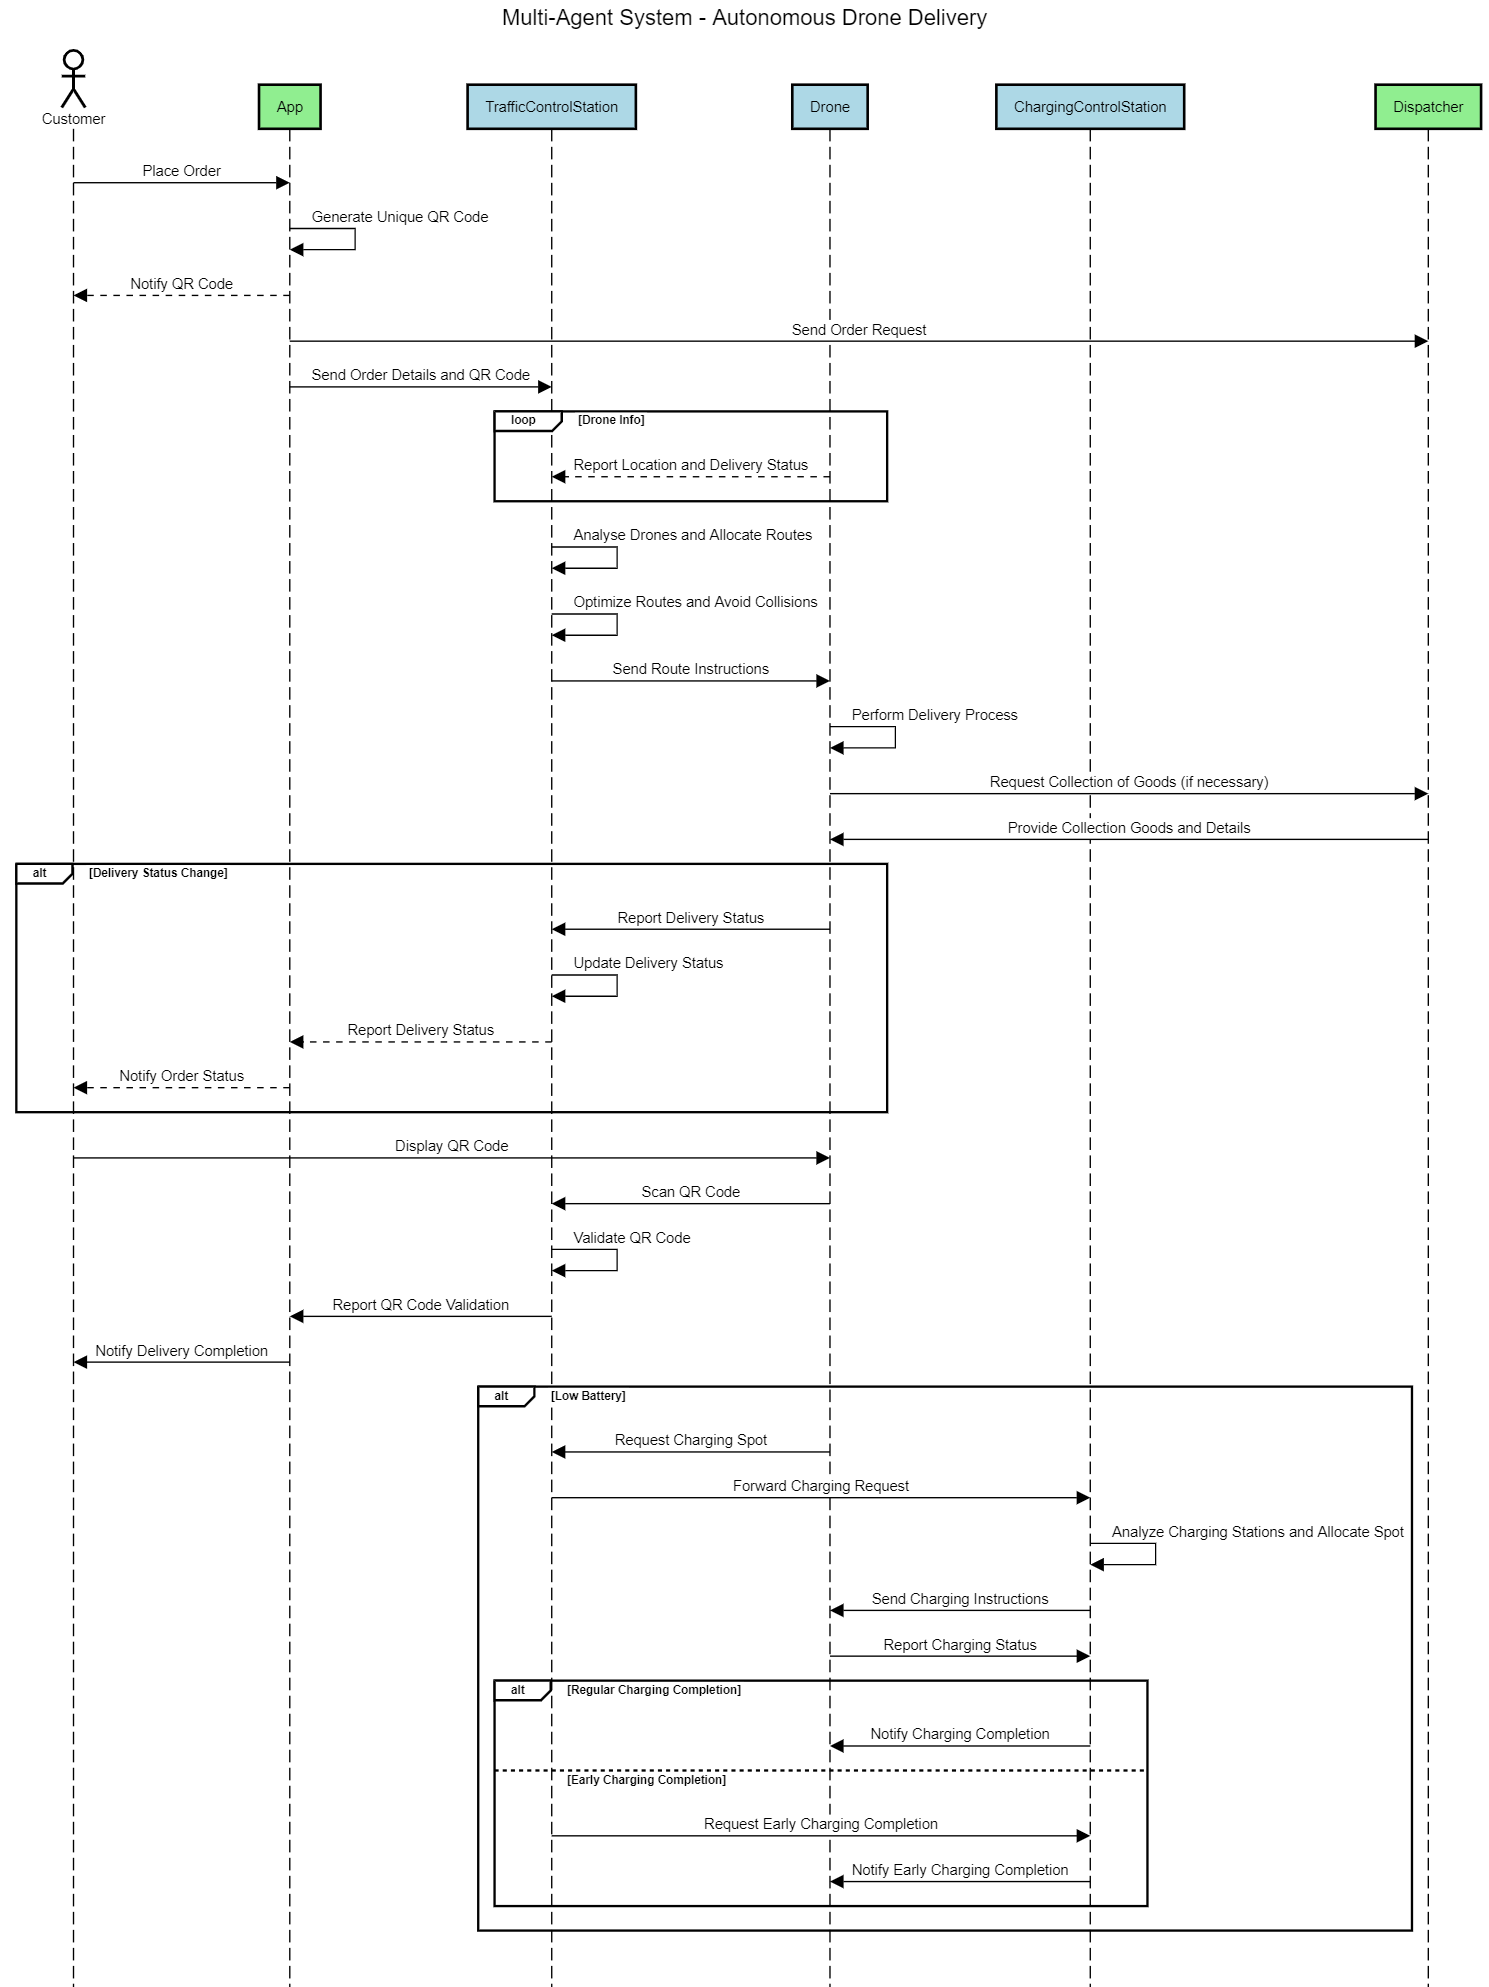 Multi-Agent System - Autonomous Drone Delivery
Customer
App
TrafficControlStation
Drone
ChargingControlStation
Dispatcher
Place Order
Generate Unique QR Code
Notify QR Code
Send Order Request
Send Order Details and QR Code
loop
[Drone Info]
Report Location and Delivery Status
Analyse Drones and Allocate Routes
Optimize Routes and Avoid Collisions
Send Route Instructions
Perform Delivery Process
Request Collection of Goods (if necessary)
Provide Collection Goods and Details
alt
[Delivery Status Change]
Report Delivery Status
Update Delivery Status
Report Delivery Status
Notify Order Status
Display QR Code
Scan QR Code
Validate QR Code
Report QR Code Validation
Notify Delivery Completion
alt
[Low Battery]
Request Charging Spot
Forward Charging Request
Analyze Charging Stations and Allocate Spot
Send Charging Instructions
Report Charging Status
alt
[Regular Charging Completion]
Notify Charging Completion
[Early Charging Completion]
Request Early Charging Completion
Notify Early Charging Completion